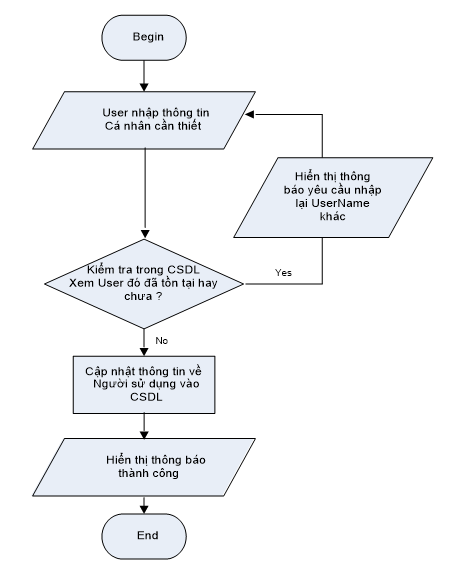 Begin
User nhập thông tin
Cá nhân cần thiết
Hiển thị thông
báo yêu cầu nhập
lại UserName
khác
Kiểm tra trong CSDL
Xem User đó đã tồn tại hay
chưa ?
Yes
No
Cập nhật thông tin về
Người sử dụng vào
CSDL
Hiển thị thông báo
thành công
End